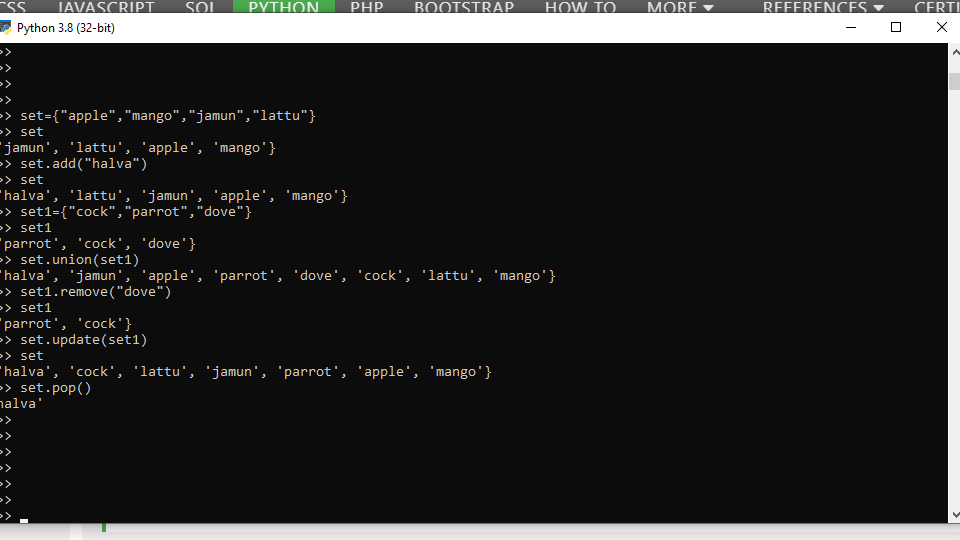 CSS JAVASCRIPT SQL PYTHON PHP BOOTSTRAP HOW TO MORE REFERENCES
Python 3.8 (32-bit)
>>
>>
>>
>>
>> set={"apple","mango","jamun","lattu"}
>> set
'jamun', 'lattu', 'apple', 'mango'}
>> set.add("halva")
>> set
'halva', 'lattu', 'jamun', 'apple', 'mango'}
>> set1={"cock","parrot","dove"}
>> set1
'parrot', 'cock', 'dove'}
>> set.union(set1)
'halva', 'jamun', 'apple', 'parrot', 'dove', 'cock', 'lattu', 'mango'}
>> set1.remove("dove")
>> set1
'parrot', 'cock'}
>> set.update(set1)
>> set
'halva', 'cock', 'lattu', 'jamun', 'parrot', 'apple', 'mango'}
>> set.pop()
halva'
>>
>>
>>
>>
>>
>>
>>